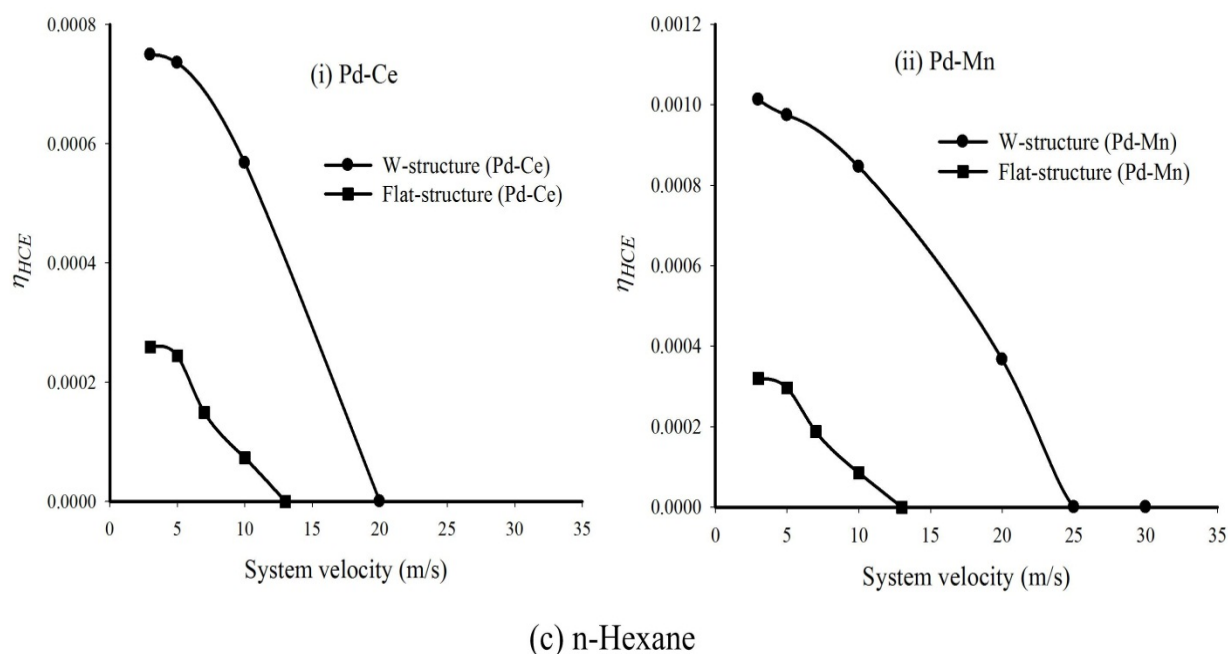 0.0008
0.0006
0.0004
0.0002
0.0000
η_HCE
(i) Pd-Ce
W-structure (Pd-Ce)
Flat-structure (Pd-Ce)
0 5 10 15 20 25 30 35
System velocity (m/s)
0.0012
0.0010
0.0008
0.0006
0.0004
0.0002
0.0000
η_HCE
(ii) Pd-Mn
W-structure (Pd-Mn)
Flat-structure (Pd-Mn)
0 5 10 15 20 25 30 35
System velocity (m/s)
(c) n-Hexane